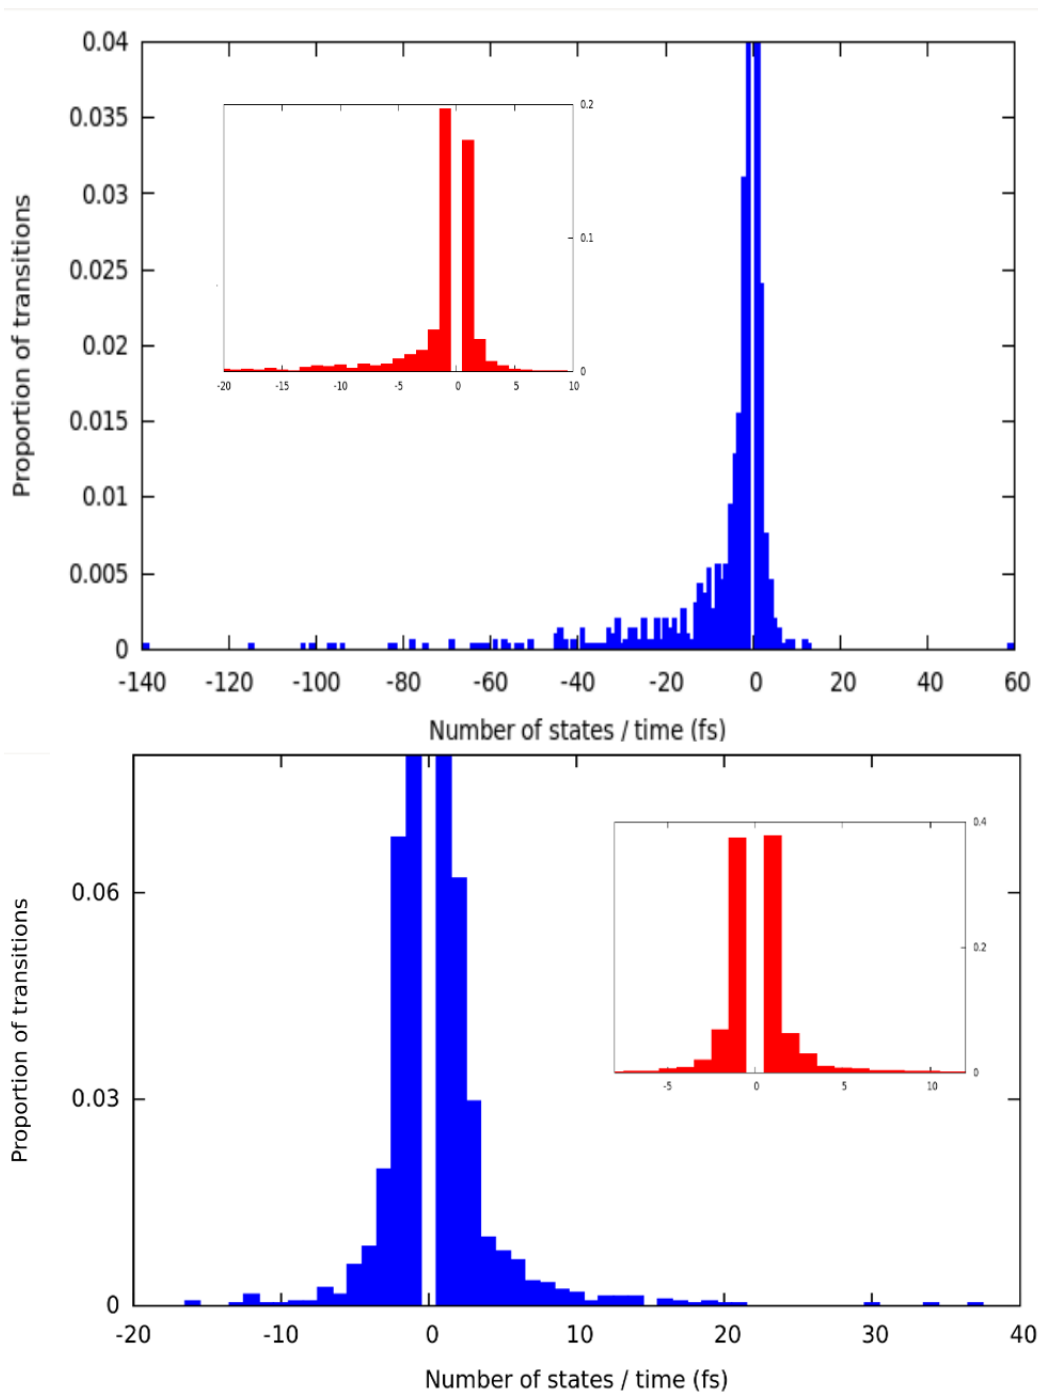 0.04
0.035
0.03
0.025
0.02
0.015
0.01
0.005
0
Proportion of transitions
0.2
0.1
0
-20 -15 -10 -5 0 5 10
-140 -120 -100 -80 -60 -40 -20 0 20 40 60
Number of states / time (fs)
0.06
0.03
0
Proportion of transitions
0.4
0.2
0
-5 0 5 10
-20 -10 0 10 20 30 40
Number of states / time (fs)